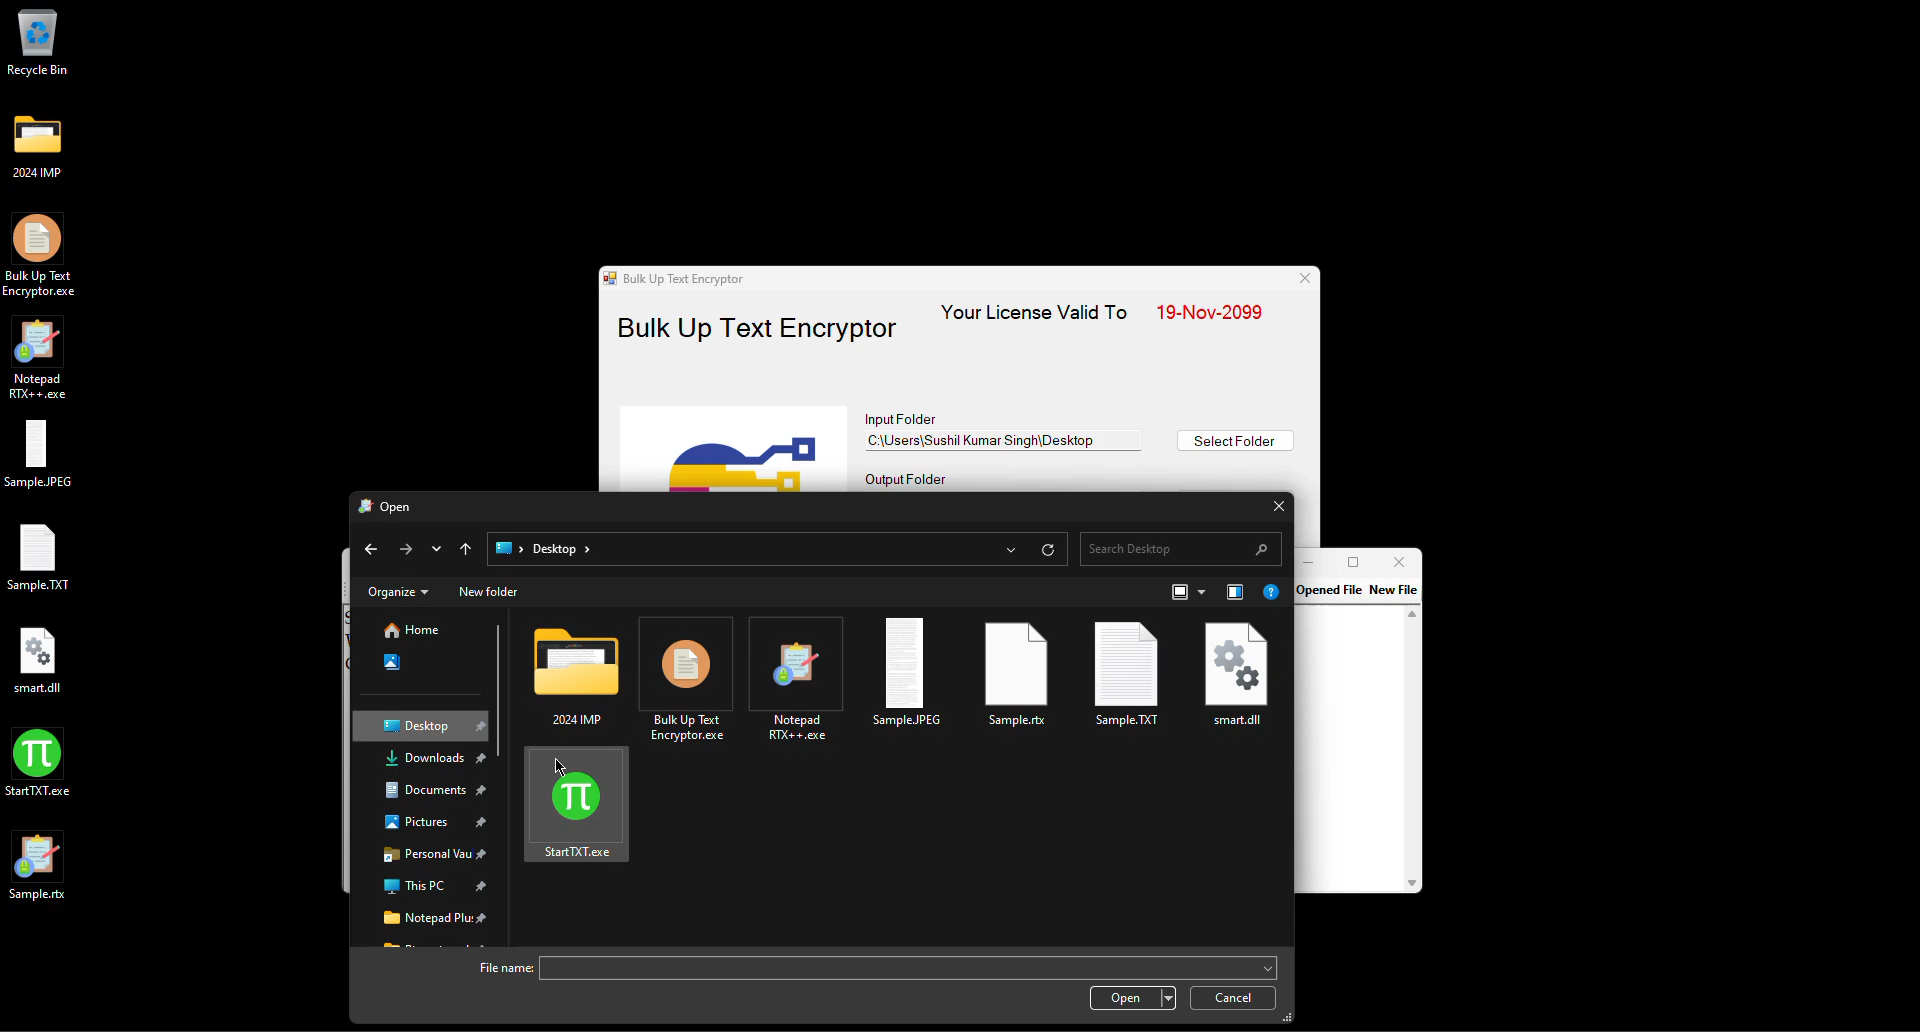 Recycle Bin
2024 IMP
Bulk Up Text
Encryptor.exe
Notepad
RTX++.exe
Sample.JPEG
Sample.TXT
smart.dll
StartTXT.exe
Sample.rtx
Bulk Up Text Encryptor
Bulk Up Text Encryptor
Your License Valid To 19-Nov-2099
Input Folder
C:\Users\Sushil Kumar Singh\Desktop
Select Folder
Output Folder
Open
Desktop
Search Desktop
Organize
New folder
Opened File New File
Home
Desktop
Downloads
Documents
Pictures
Personal Vau
This PC
Notepad Plu
2024 IMP
Bulk Up Text
Encryptor.exe
Notepad
RTX++.exe
Sample.JPEG
Sample.rtx
Sample.TXT
smart.dll
StartTXT.exe
File name:
Open
Cancel